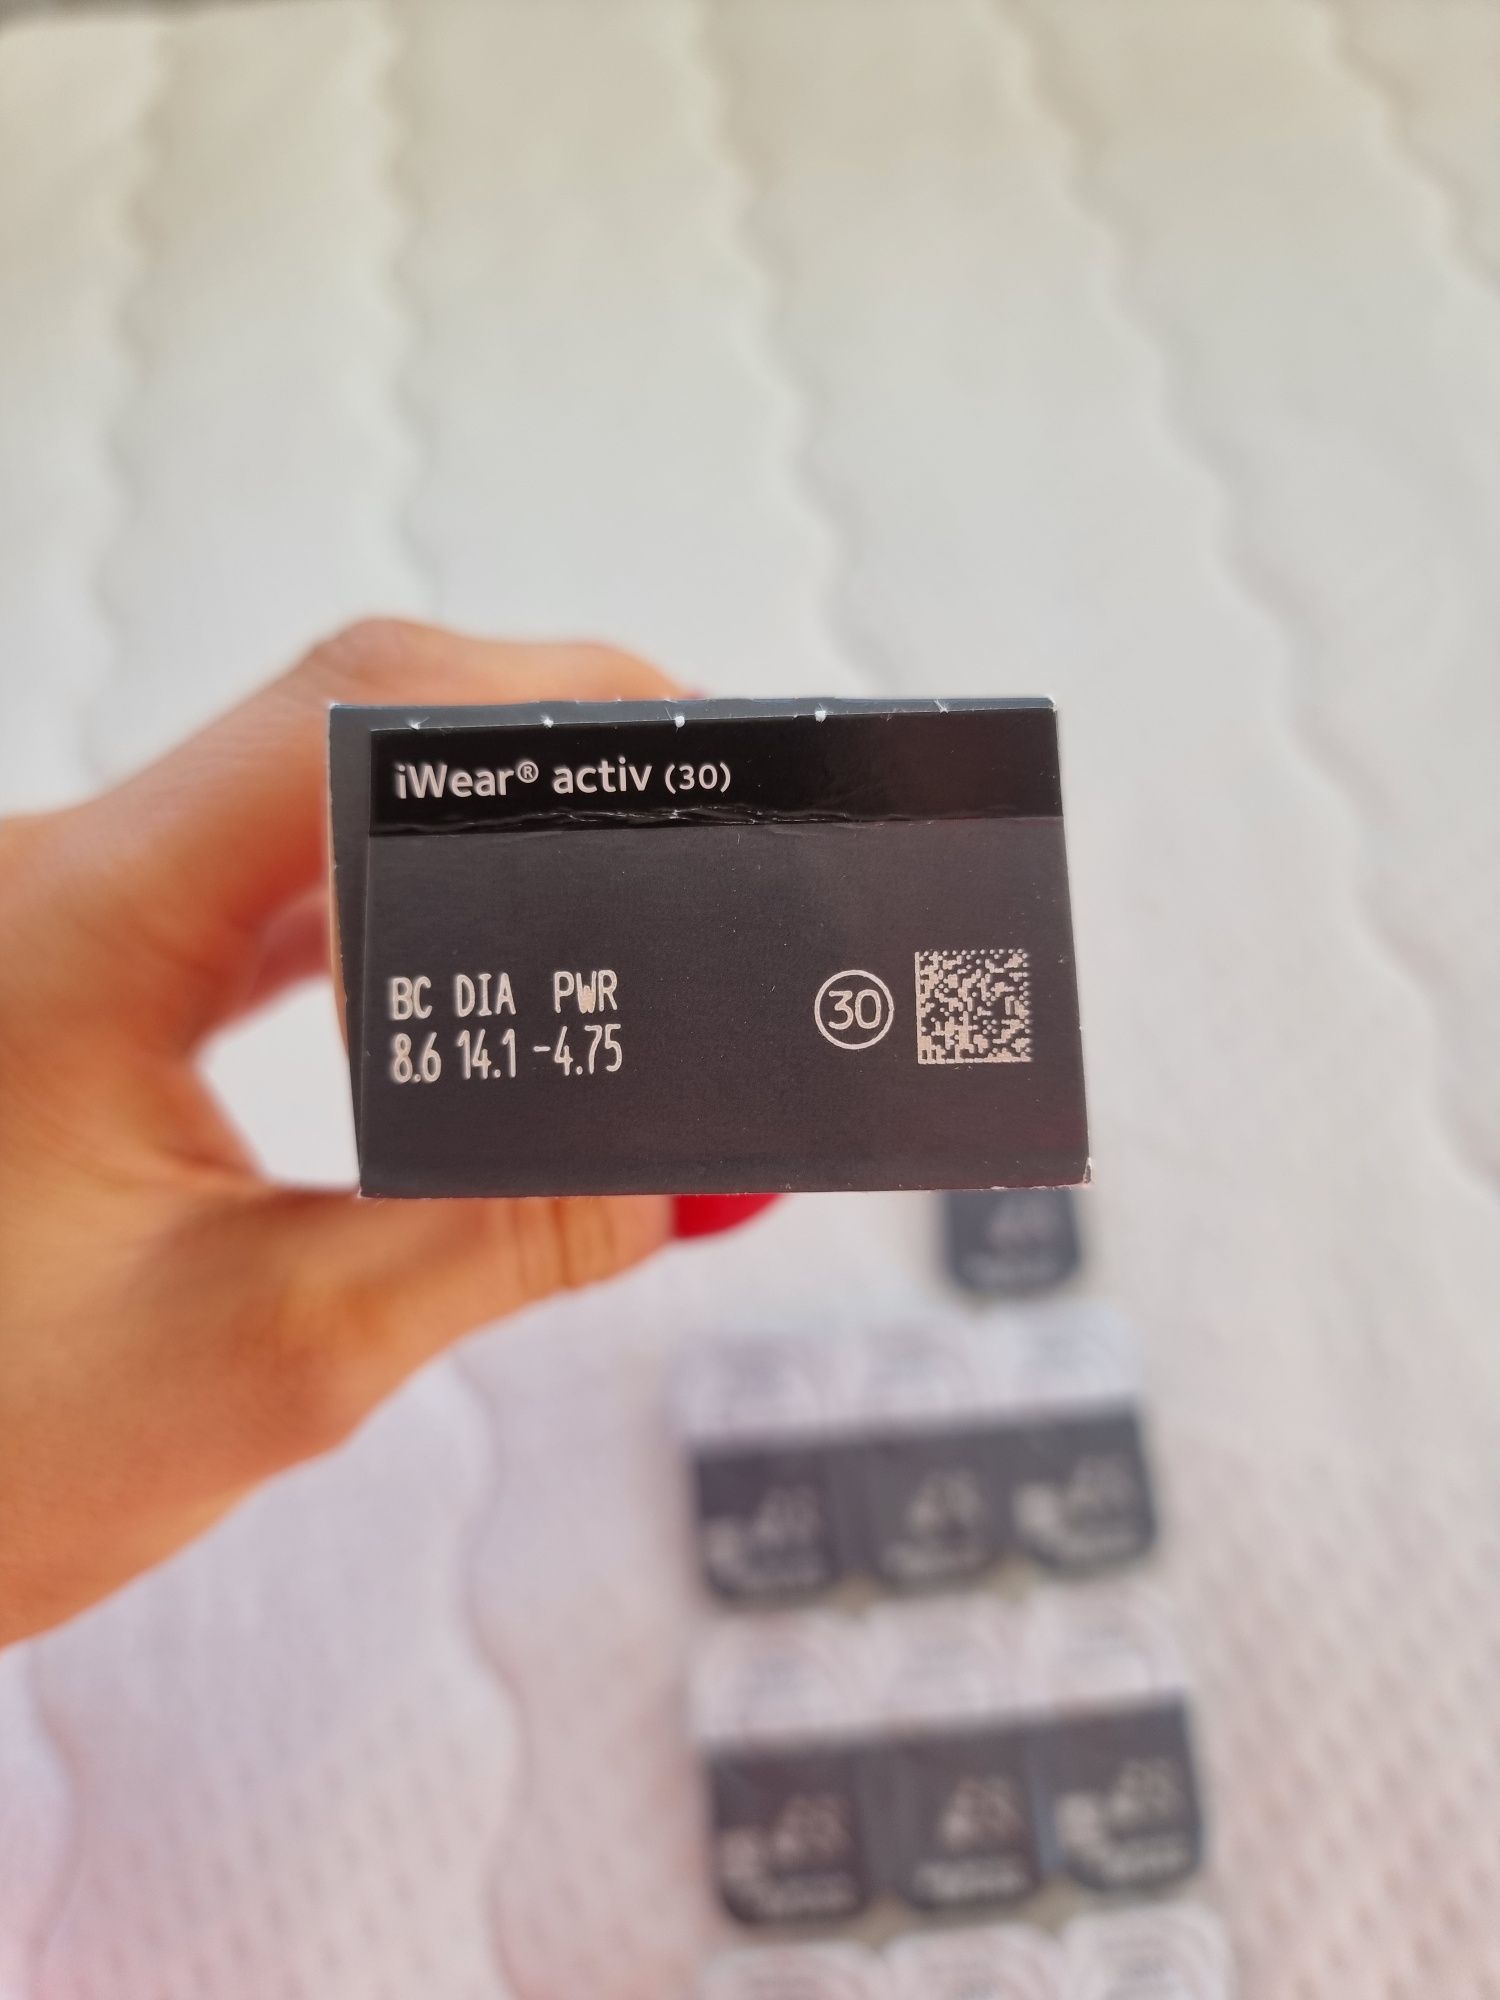 iWear® activ (30)
BC DIA PWR
8.6 14.1 -4.75
30